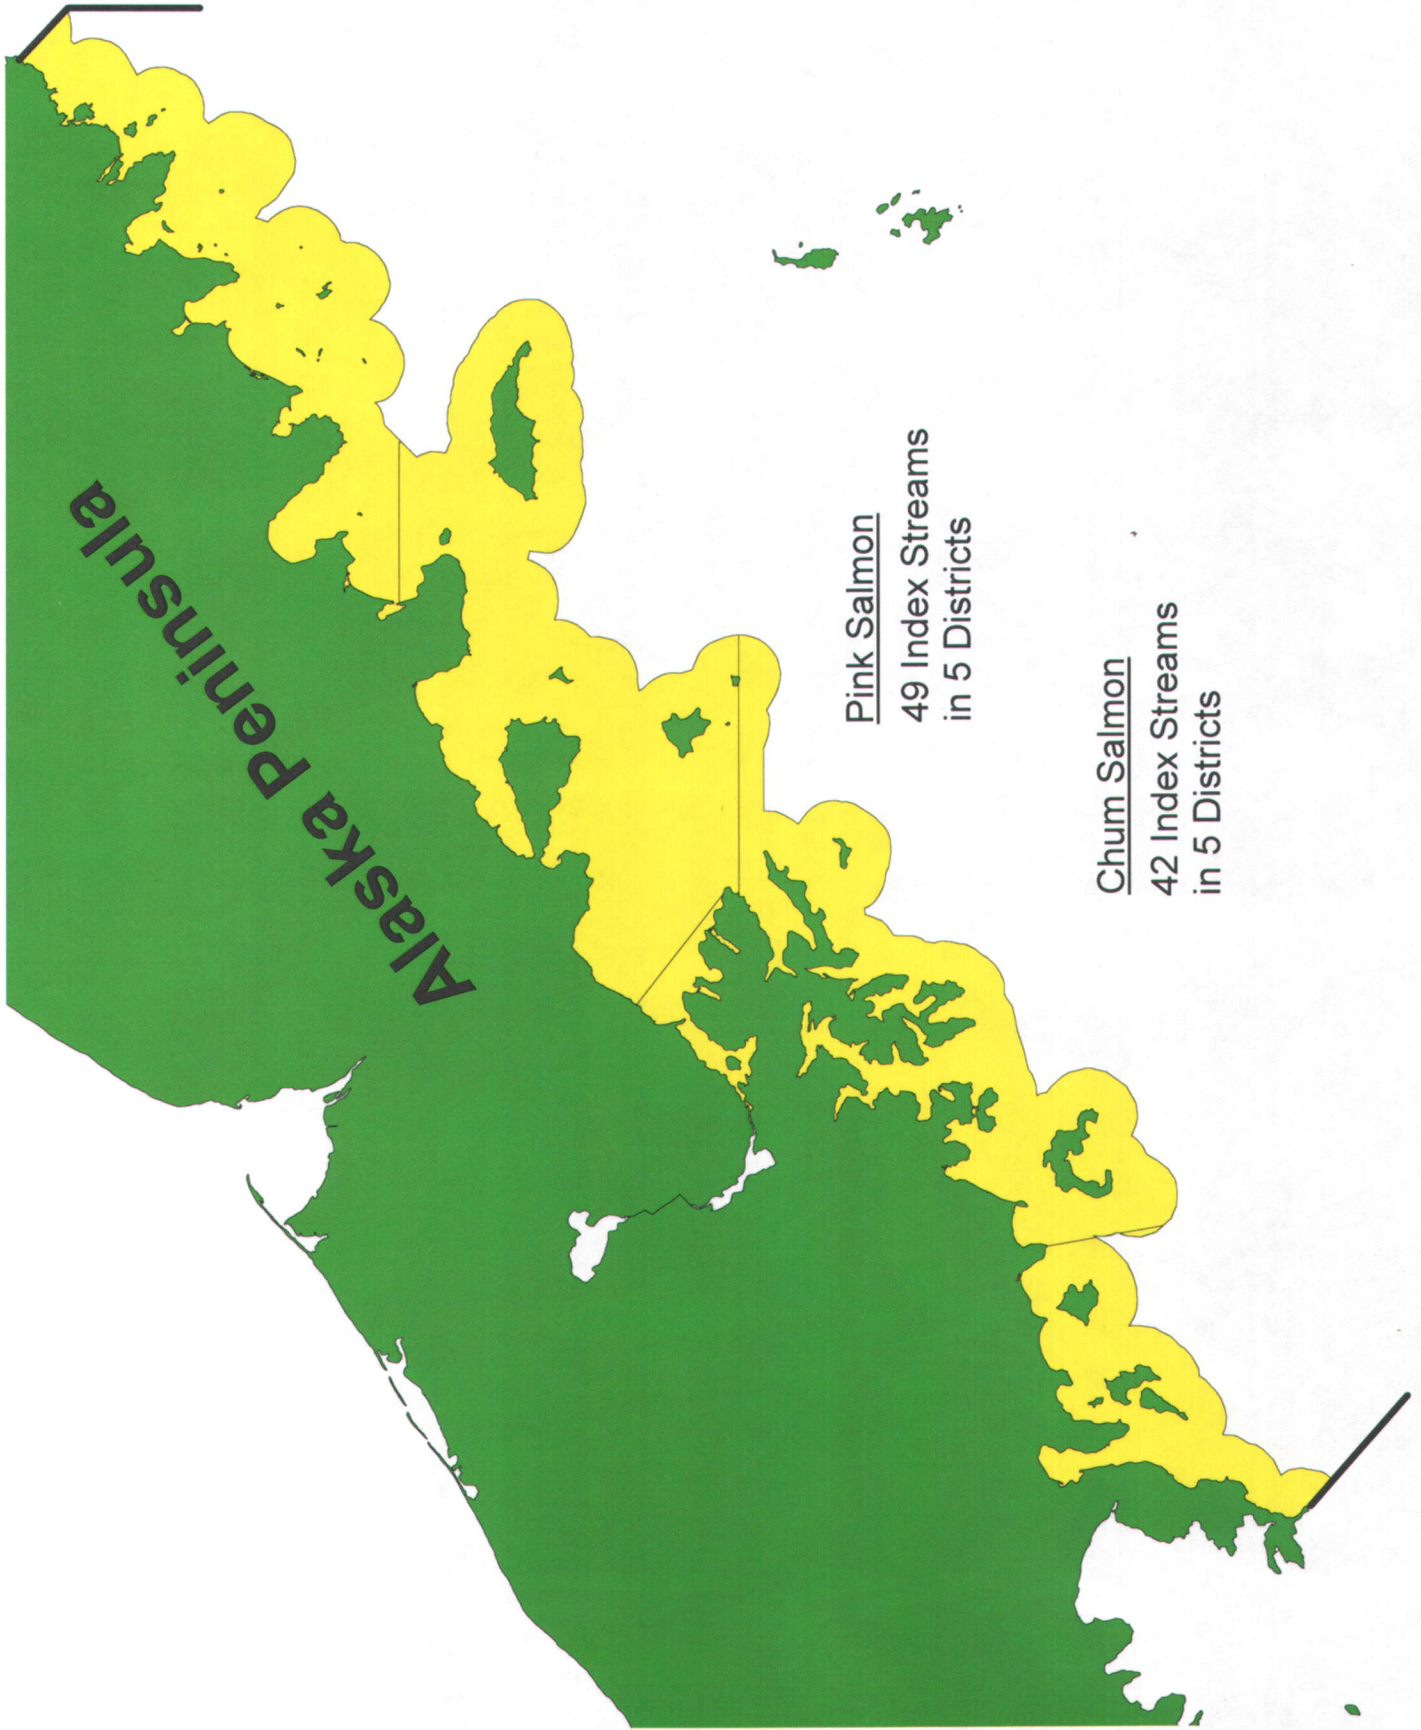 Alaska Peninsula
Pink Salmon
49 Index Streams
in 5 Districts
Chum Salmon
42 Index Streams
in 5 Districts